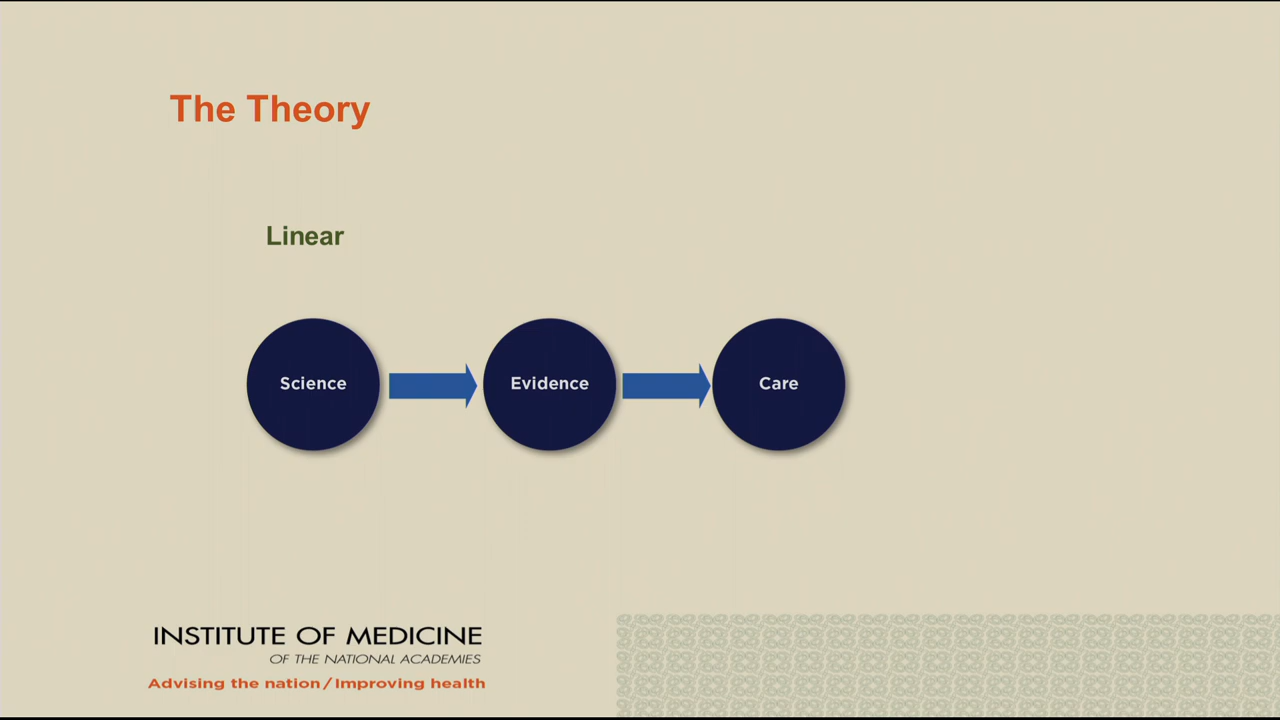 The Theory
Linear
Science
Evidence
Care
INSTITUTE OF MEDICINE
OF THE NATIONAL ACADEMIES
Advising the nation/Improving health